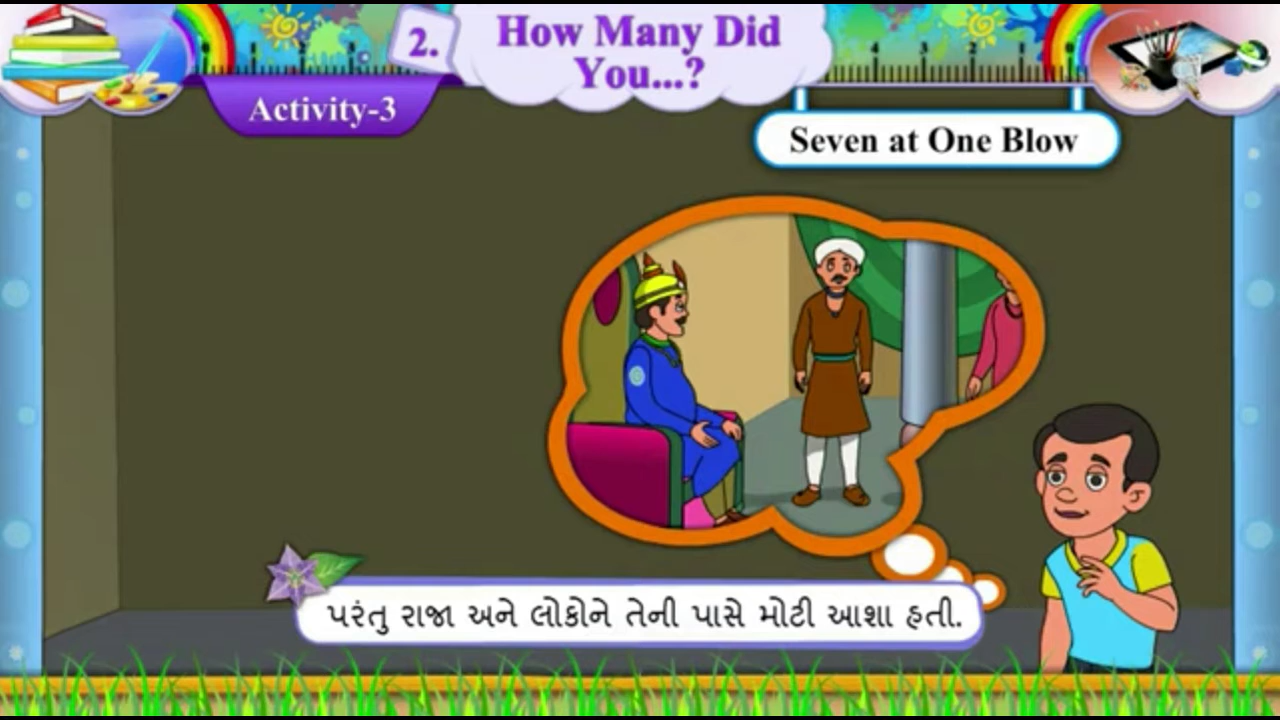 2.
How Many Did
You...?
Activity-3
Seven at One Blow
પરંતુ રાજા અને લોકોને તેની પાસે મોટી આશા હતી.